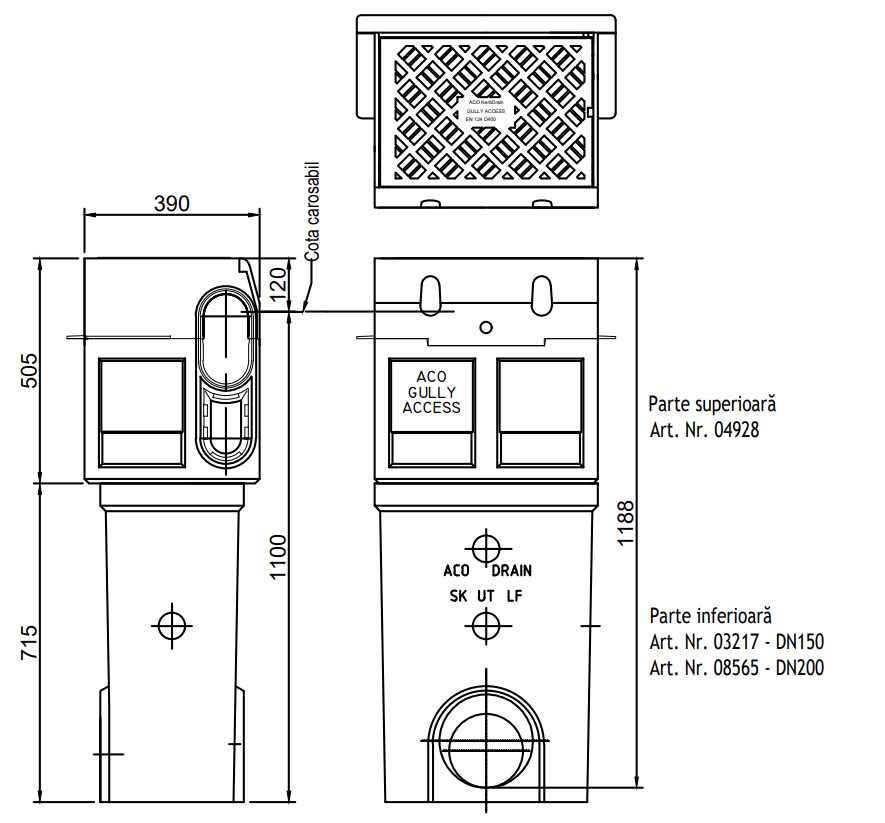 ACO KerbDrain
GULLY ACCESS
EN 124 D400
390
Cota carosabil
120
505
ACO
GULLY
ACCESS
Parte superioară
Art. Nr. 04928
1188
1100
ACO DRAIN
SK UT LF
715
Parte inferioară
Art. Nr. 03217 - DN150
Art. Nr. 08565 - DN200